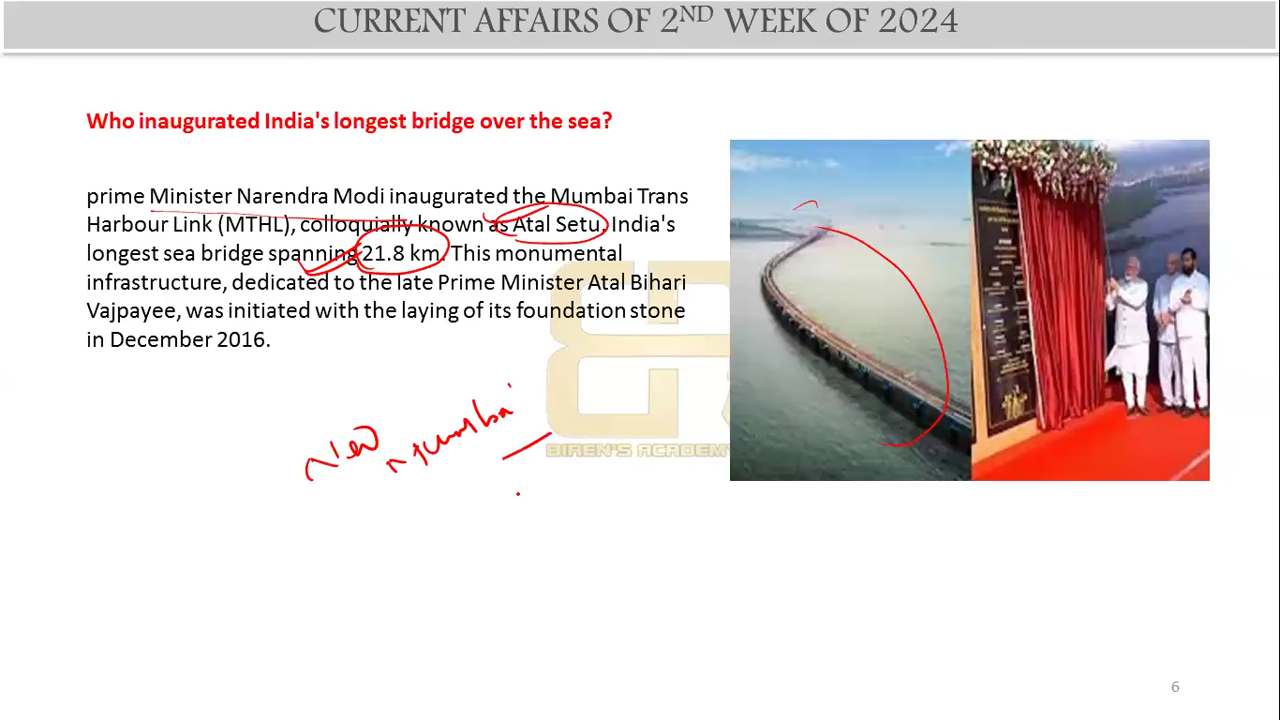 CURRENT AFFAIRS OF 2ND WEEK OF 2024
Who inaugurated India's longest bridge over the sea?
prime Minister Narendra Modi inaugurated the Mumbai Trans
Harbour Link (MTHL), colloquially known as Atal Setu. India's
longest sea bridge spanning 21.8 km. This monumental
infrastructure, dedicated to the late Prime Minister Atal Bihari
Vajpayee, was initiated with the laying of its foundation stone
in December 2016.
BIREN'S ACADEMY
6